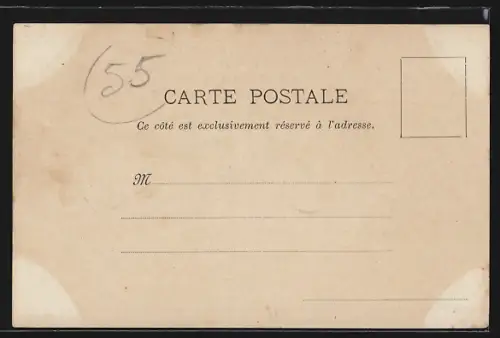 55
CARTE POSTALE
Ce côté est exclusivement réservé à l'adresse.
M